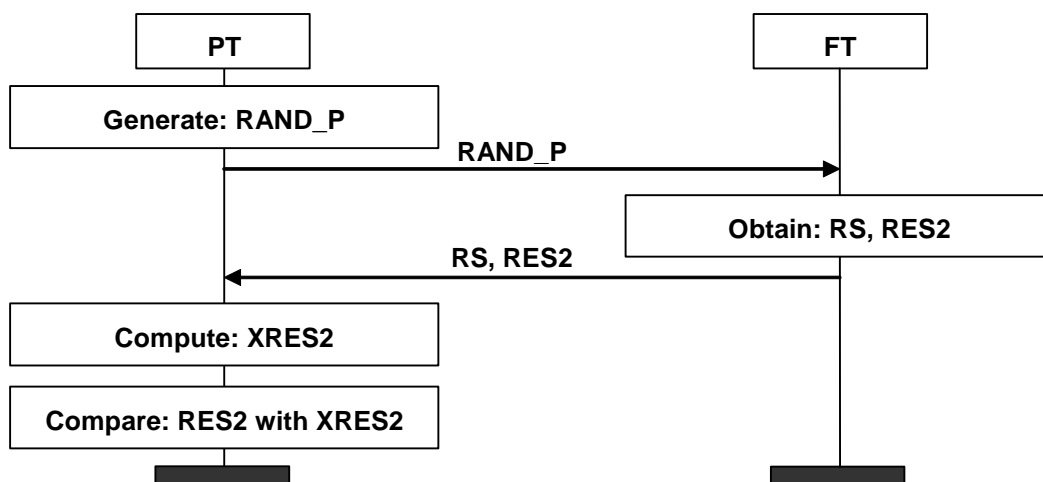 PT
FT
Generate: RAND_P
RAND_P
Obtain: RS, RES2
RS, RES2
Compute: XRES2
Compare: RES2 with XRES2